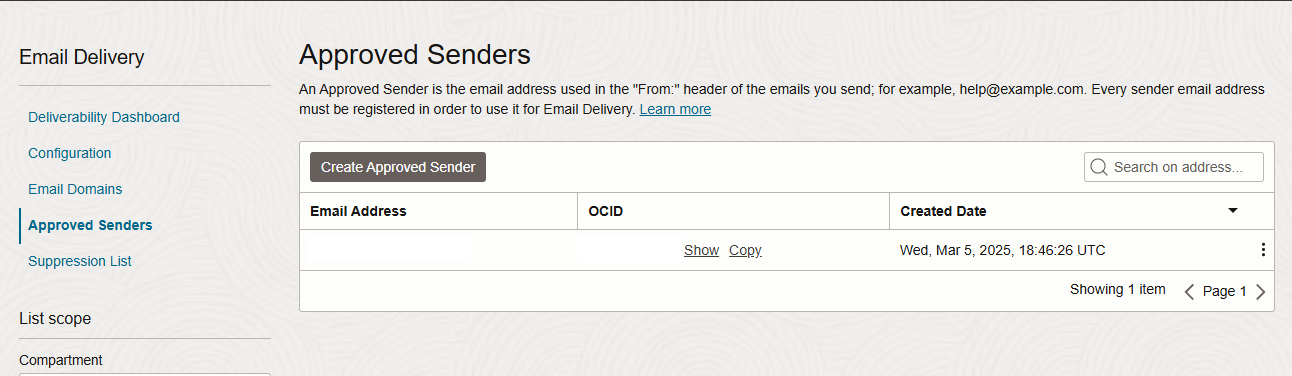 Email Delivery
Deliverability Dashboard
Configuration
Email Domains
Approved Senders
Suppression List
List scope
Compartment
Approved Senders
An Approved Sender is the email address used in the "From:" header of the emails you send; for example, help@example.com. Every sender email address
must be registered in order to use it for Email Delivery. Learn more
Create Approved Sender
Search on address...
Email Address OCID Created Date
Show Copy Wed, Mar 5, 2025, 18:46:26 UTC
Showing 1 item Page 1